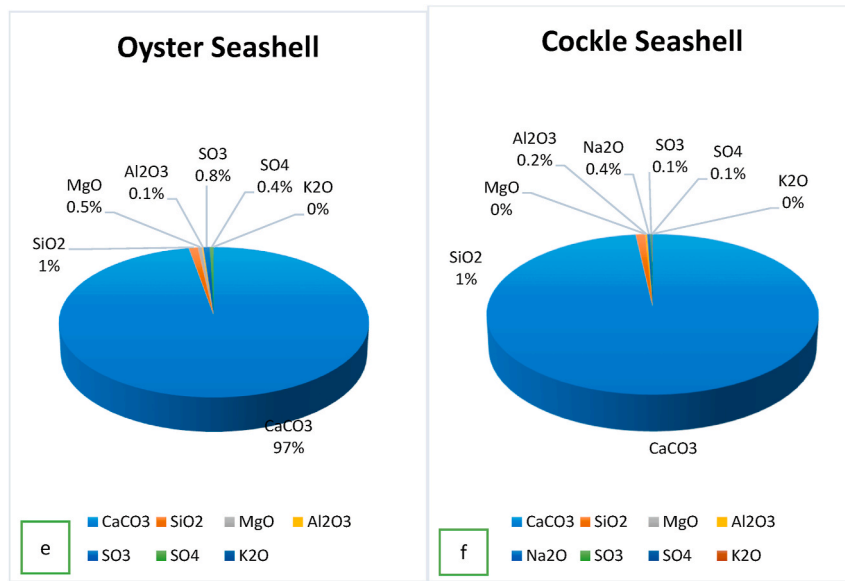 Oyster Seashell
SO3
0.8%
Al2O3
0.1%
SO4
0.4%
MgO
0.5%
K2O
0%
SiO2
1%
CaCO3
97%
CaCO3 SiO2 MgO Al2O3
SO3 SO4 K2O
e
Cockle Seashell
Al2O3
0.2%
Na2O
0.4%
SO3
0.1%
SO4
0.1%
MgO
0%
K2O
0%
SiO2
1%
CaCO3
CaCO3 SiO2 MgO Al2O3
Na2O SO3 SO4 K2O
f